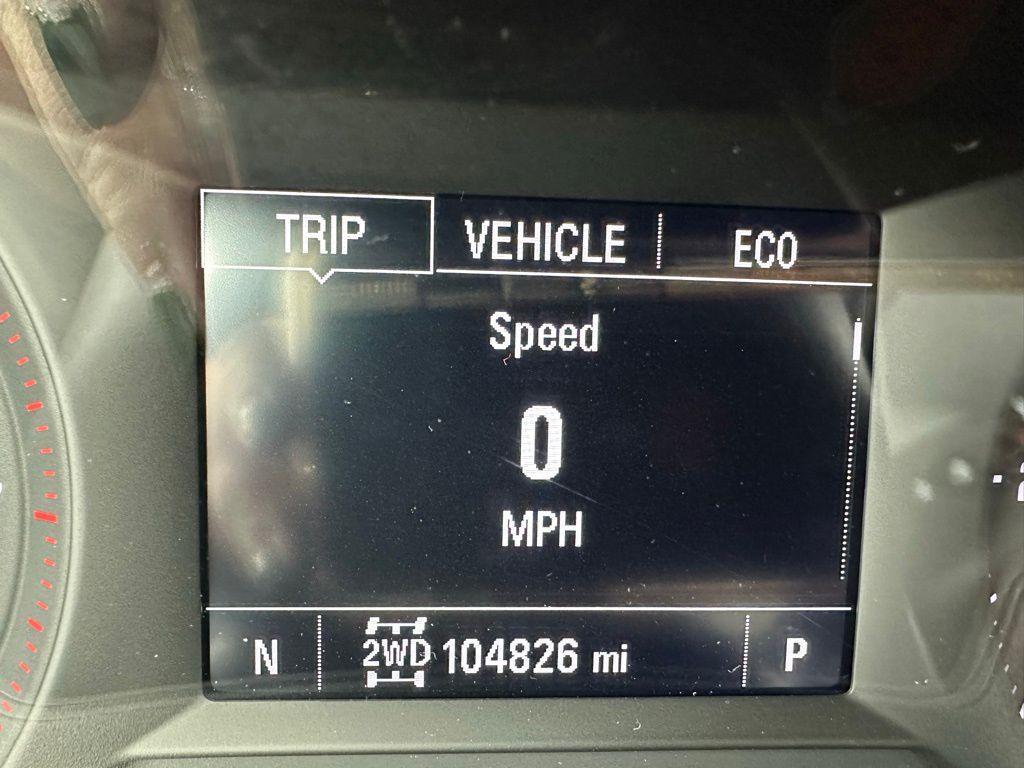 TRIP VEHICLE ECO
Speed
0
MPH
N 2WD 104826 mi P